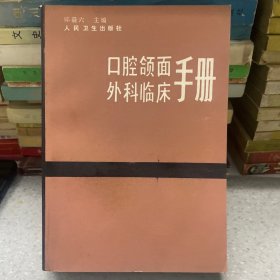 邱蔚六 主编
人民卫生出版社
口腔颌面
外科临床手册